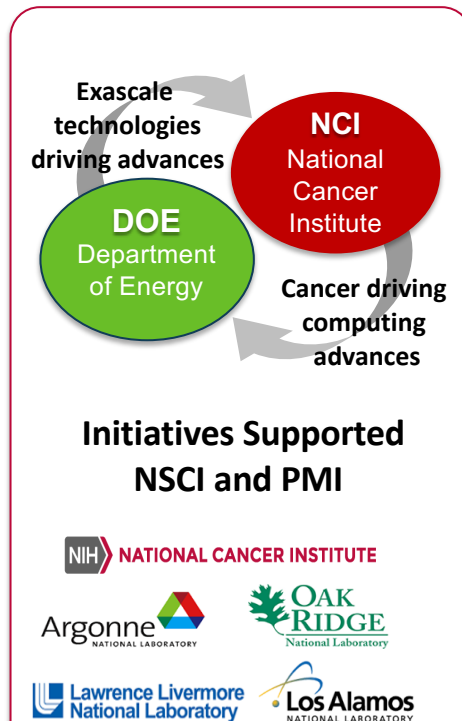 Exascale
technologies
driving advances
NCI
National
Cancer
Institute
DOE
Department
of Energy
Cancer driving
computing
advances
Initiatives Supported
NSCI and PMI
NIH NATIONAL CANCER INSTITUTE
Argonne
NATIONAL LABORATORY
OAK
RIDGE
National Laboratory
Lawrence Livermore
National Laboratory
Los Alamos
NATIONAL LABORATORY